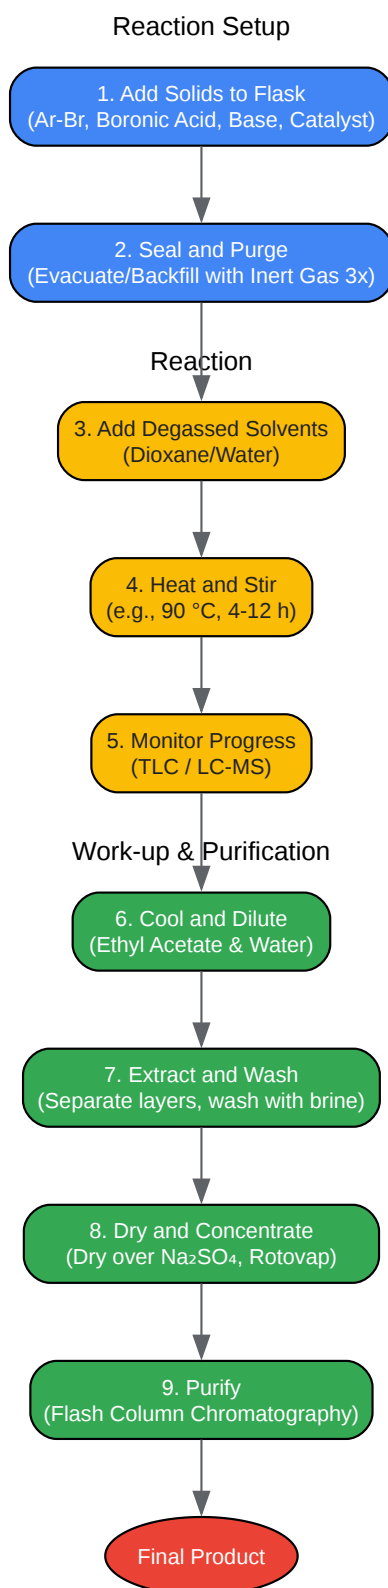 Reaction Setup
1. Add Solids to Flask
(Ar-Br, Boronic Acid, Base, Catalyst)
2. Seal and Purge
(Evacuate/Backfill with Inert Gas 3x)
Reaction
3. Add Degassed Solvents
(Dioxane/Water)
4. Heat and Stir
(e.g., 90 °C, 4-12 h)
5. Monitor Progress
(TLC / LC-MS)
Work-up & Purification
6. Cool and Dilute
(Ethyl Acetate & Water)
7. Extract and Wash
(Separate layers, wash with brine)
8. Dry and Concentrate
(Dry over Na₂SO₄, Rotovap)
9. Purify
(Flash Column Chromatography)
Final Product